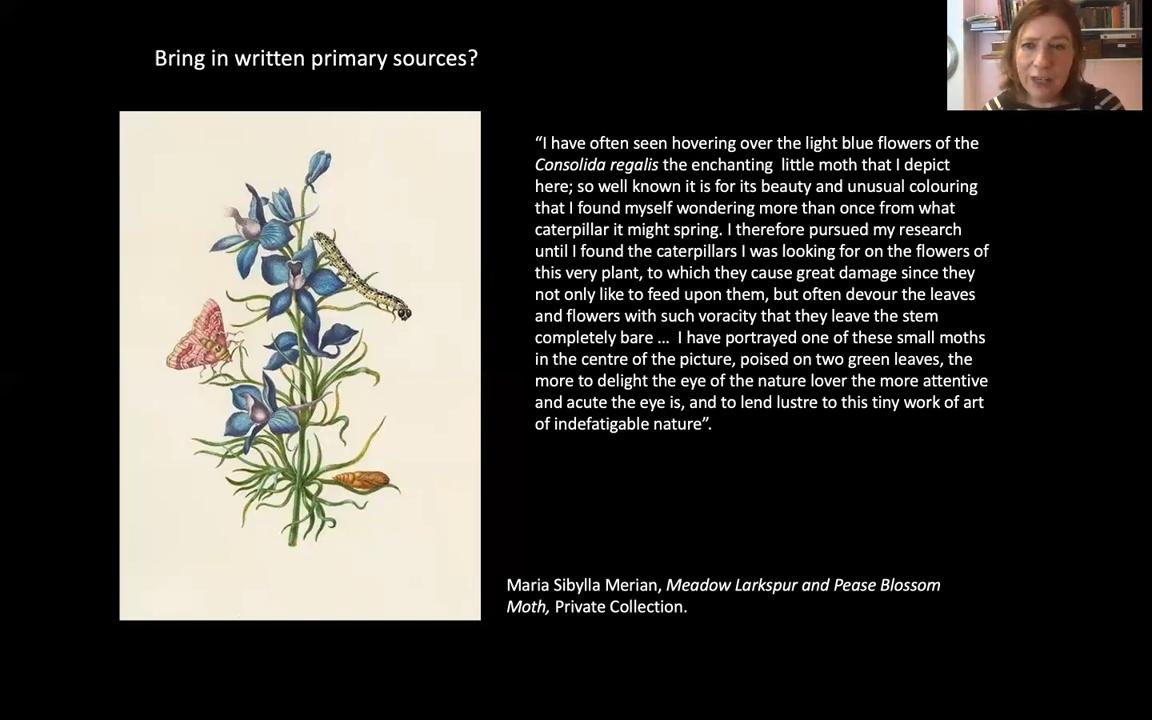 Bring in written primary sources?
“I have often seen hovering over the light blue flowers of the
Consolida regalis the enchanting  little moth that I depict
here; so well known it is for its beauty and unusual colouring
that I found myself wondering more than once from what
caterpillar it might spring. I therefore pursued my research
until I found the caterpillars I was looking for on the flowers of
this very plant, to which they cause great damage since they
not only like to feed upon them, but often devour the leaves
and flowers with such voracity that they leave the stem
completely bare ...  I have portrayed one of these small moths
in the centre of the picture, poised on two green leaves, the
more to delight the eye of the nature lover the more attentive
and acute the eye is, and to lend lustre to this tiny work of art
of indefatigable nature”.
Maria Sibylla Merian, Meadow Larkspur and Pease Blossom
Moth, Private Collection.